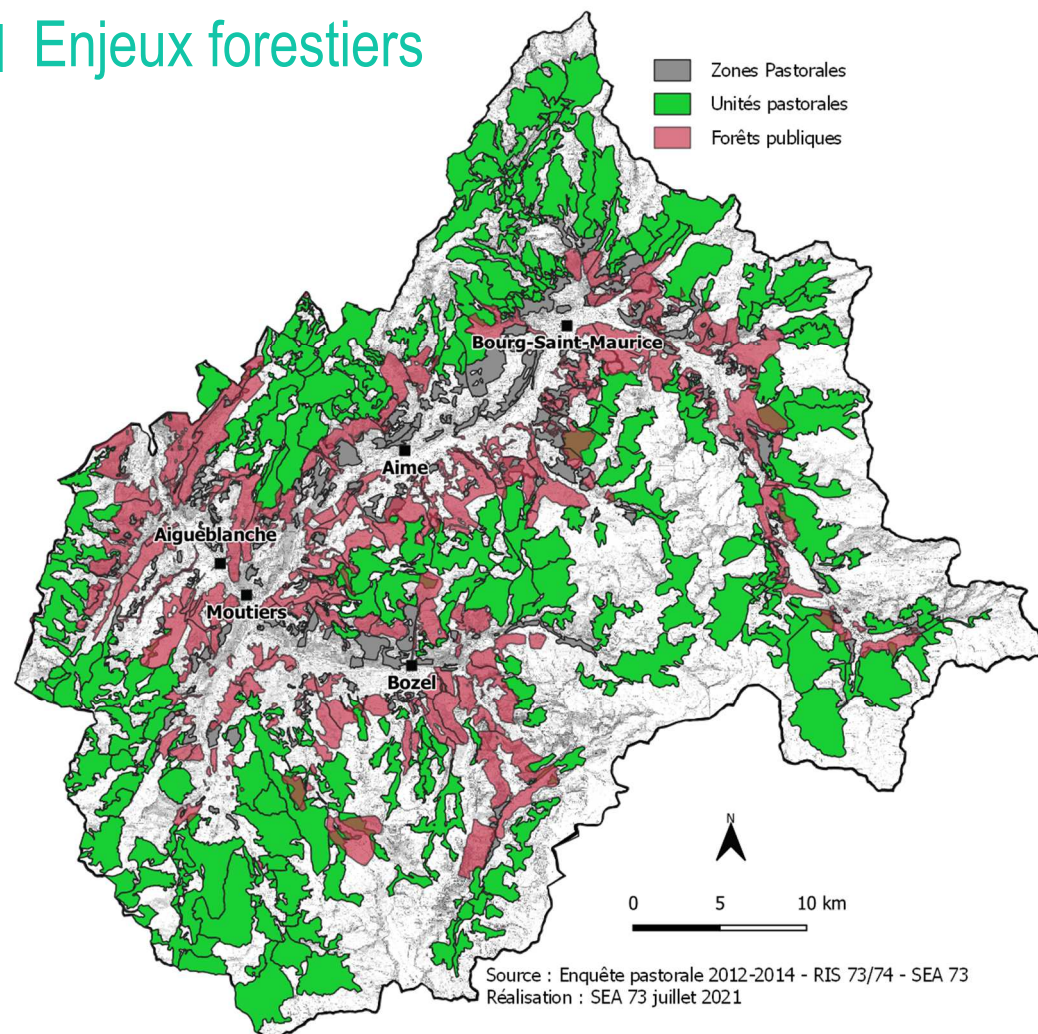 Enjeux forestiers
Zones Pastorales
Unités pastorales
Forêts publiques
Bourg-Saint-Maurice
Aime
Aigueblanche
Moutiers
Bozel
N
0 5 10 km
Source : Enquête pastorale 2012-2014 - RIS 73/74 - SEA 73
Réalisation : SEA 73 juillet 2021